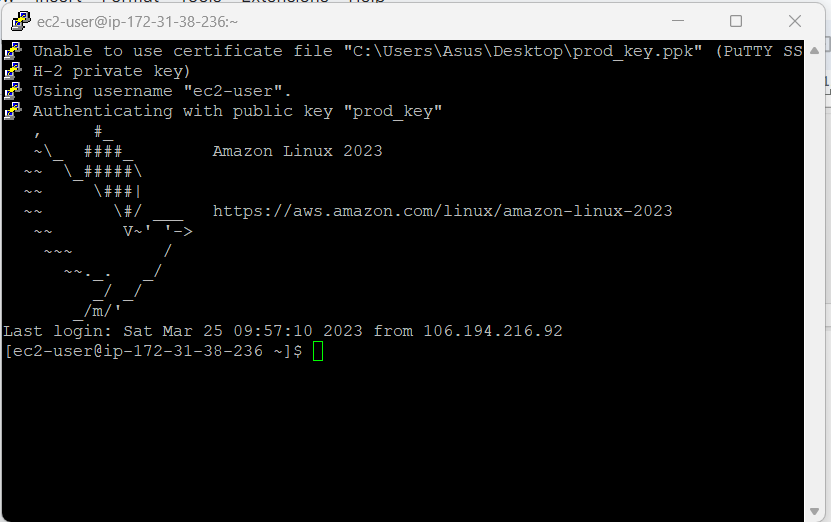 ec2-user@ip-172-31-38-236:~
Unable to use certificate file "C:\Users\Asus\Desktop\prod_key.ppk" (PuTTY SS
H-2 private key)
Using username "ec2-user".
Authenticating with public key "prod_key"
   ,     #_
   ~\_  ####_        Amazon Linux 2023
  ~~  \_#####\
  ~~     \###|
  ~~       \#/ ___   https://aws.amazon.com/linux/amazon-linux-2023
   ~~       V~' '->
    ~~~         /
      ~~._.   _/
         _/ _/
       _/m/'
Last login: Sat Mar 25 09:57:10 2023 from 106.194.216.92
[ec2-user@ip-172-31-38-236 ~]$